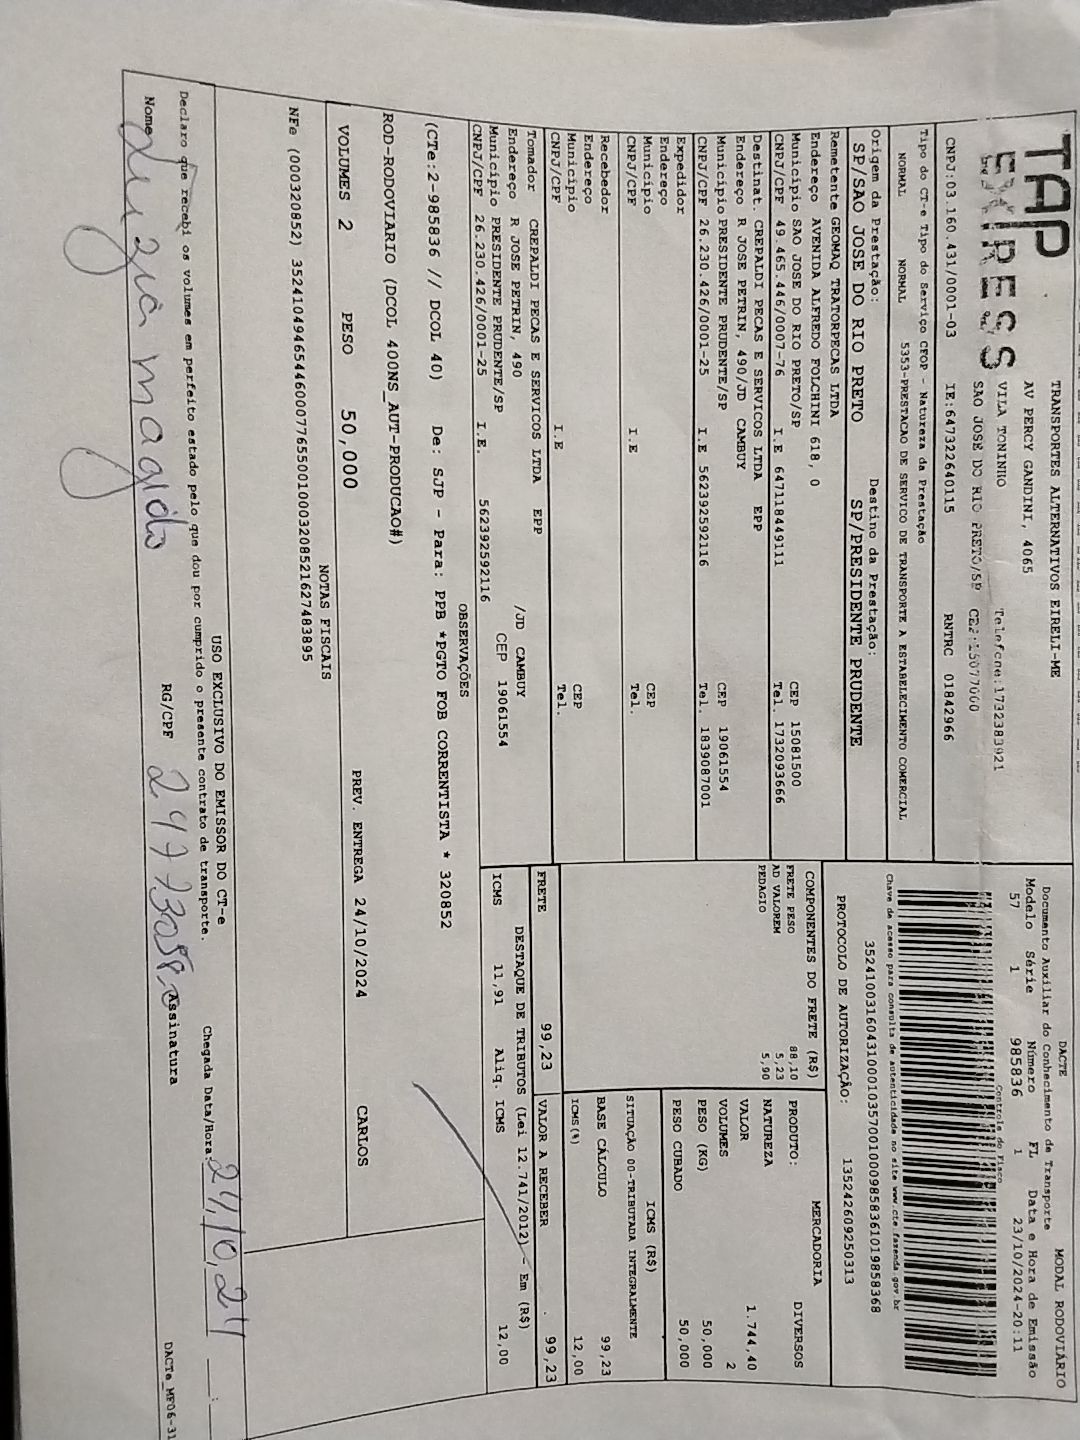 TAP
EXPRESS
TRANSPORTES ALTERNATIVOS EIRELI-ME
AV PERCY GANDINI, 4065
VILA TONINHO Telefone:1732383921
SAO JOSE DO RIO PRETO/SP CEP:15077000
CNPJ:03.160.431/0001-03 IE:647322640115 RNTRC 01842966
DACTE MODAL RODOVIÁRIO
Documento Auxiliar do Conhecimento de Transporte
Modelo Série Número FL Data e Hora de Emissão
57 1 985836 1 23/10/2024-20:11
Controle do Fisco
Chave de acesso para consulta de autenticidade no site www.cte.fazenda.gov.br
35241003160431000103570010009858361019858368
PROTOCOLO DE AUTORIZAÇÃO: 135242609250313
Tipo do CT-e Tipo do Serviço CFOP - Natureza da Prestação
NORMAL NORMAL 5353-PRESTACAO DE SERVICO DE TRANSPORTE A ESTABELECIMENTO COMERCIAL
Origem da Prestação: Destino da Prestação:
SP/SAO JOSE DO RIO PRETO SP/PRESIDENTE PRUDENTE
Remetente GEOMAQ TRATORPECAS LTDA
Endereço AVENIDA ALFREDO FOLCHINI 618, 0
Município SAO JOSE DO RIO PRETO/SP CEP 15081500
CNPJ/CPF 49.465.446/0007-76 I.E 647118449111 Tel. 1732093666
Destinat. CREPALDI PECAS E SERVICOS LTDA EPP
Endereço R JOSE PETRIN, 490/JD CAMBUY
Município PRESIDENTE PRUDENTE/SP CEP 19061554
CNPJ/CPF 26.230.426/0001-25 I.E 562392592116 Tel. 1839087001
Expedidor
Endereço
Município CEP
CNPJ/CPF I.E Tel.
Recebedor
Endereço
Município CEP
CNPJ/CPF I.E Tel.
Tomador CREPALDI PECAS E SERVICOS LTDA EPP
Endereço R JOSE PETRIN, 490 /JD CAMBUY
Município PRESIDENTE PRUDENTE/SP CEP 19061554
CNPJ/CPF 26.230.426/0001-25 I.E. 562392592116
COMPONENTES DO FRETE (R$)
FRETE PESO 88,10
AD VALOREM 5,23
PEDAGIO 5,90
MERCADORIA
PRODUTO: DIVERSOS
NATUREZA
VALOR 1.744,40
VOLUMES 2
PESO (KG) 50,000
PESO CUBADO 50,000
ICMS (R$)
SITUAÇÃO 00-TRIBUTADA INTEGRALMENTE
BASE CÁLCULO 99,23
ICMS(%) 12,00
FRETE 99,23 VALOR A RECEBER 99,23
DESTAQUE DE TRIBUTOS (Lei 12.741/2012) - Em (R$)
ICMS 11,91 Aliq. ICMS 12,00
OBSERVAÇÕES
(CTe:2-985836 // DCOL 40) De: SJP - Para: PPB *PGTO FOB CORRENTISTA * 320852
ROD-RODOVIARIO (DCOL 400NS_AUT-PRODUCAO#)
VOLUMES 2 PESO 50,000 PREV. ENTREGA 24/10/2024 CARLOS
NOTAS FISCAIS
NFe (000320852) 35241049465446000776550010003208521627483895
USO EXCLUSIVO DO EMISSOR DO CT-e
Declaro que recebi os volumes em perfeito estado pelo que dou por cumprido o presente contrato de transporte. Chegada Data/Hora: 24/10/24 __:__
Nome RG/CPF Assinatura
DACTe_MF06-31